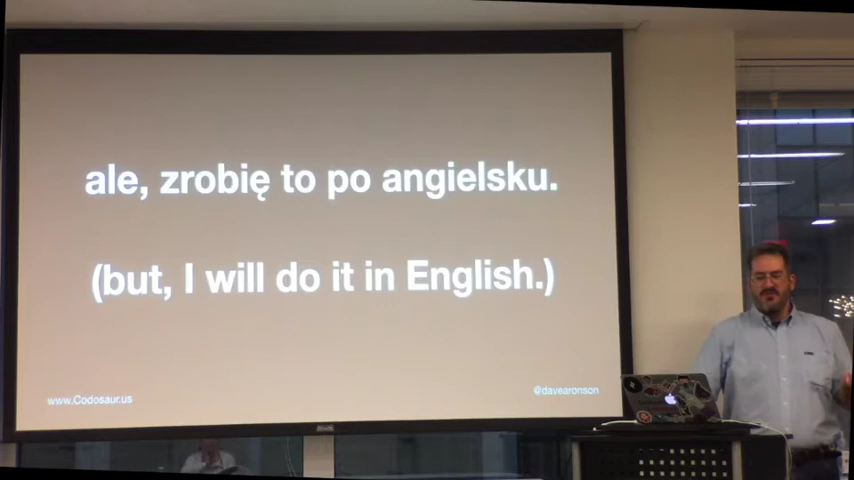 ale, zrobię to po angielsku.
(but, I will do it in English.)
www.Codosaur.us
@davearonson